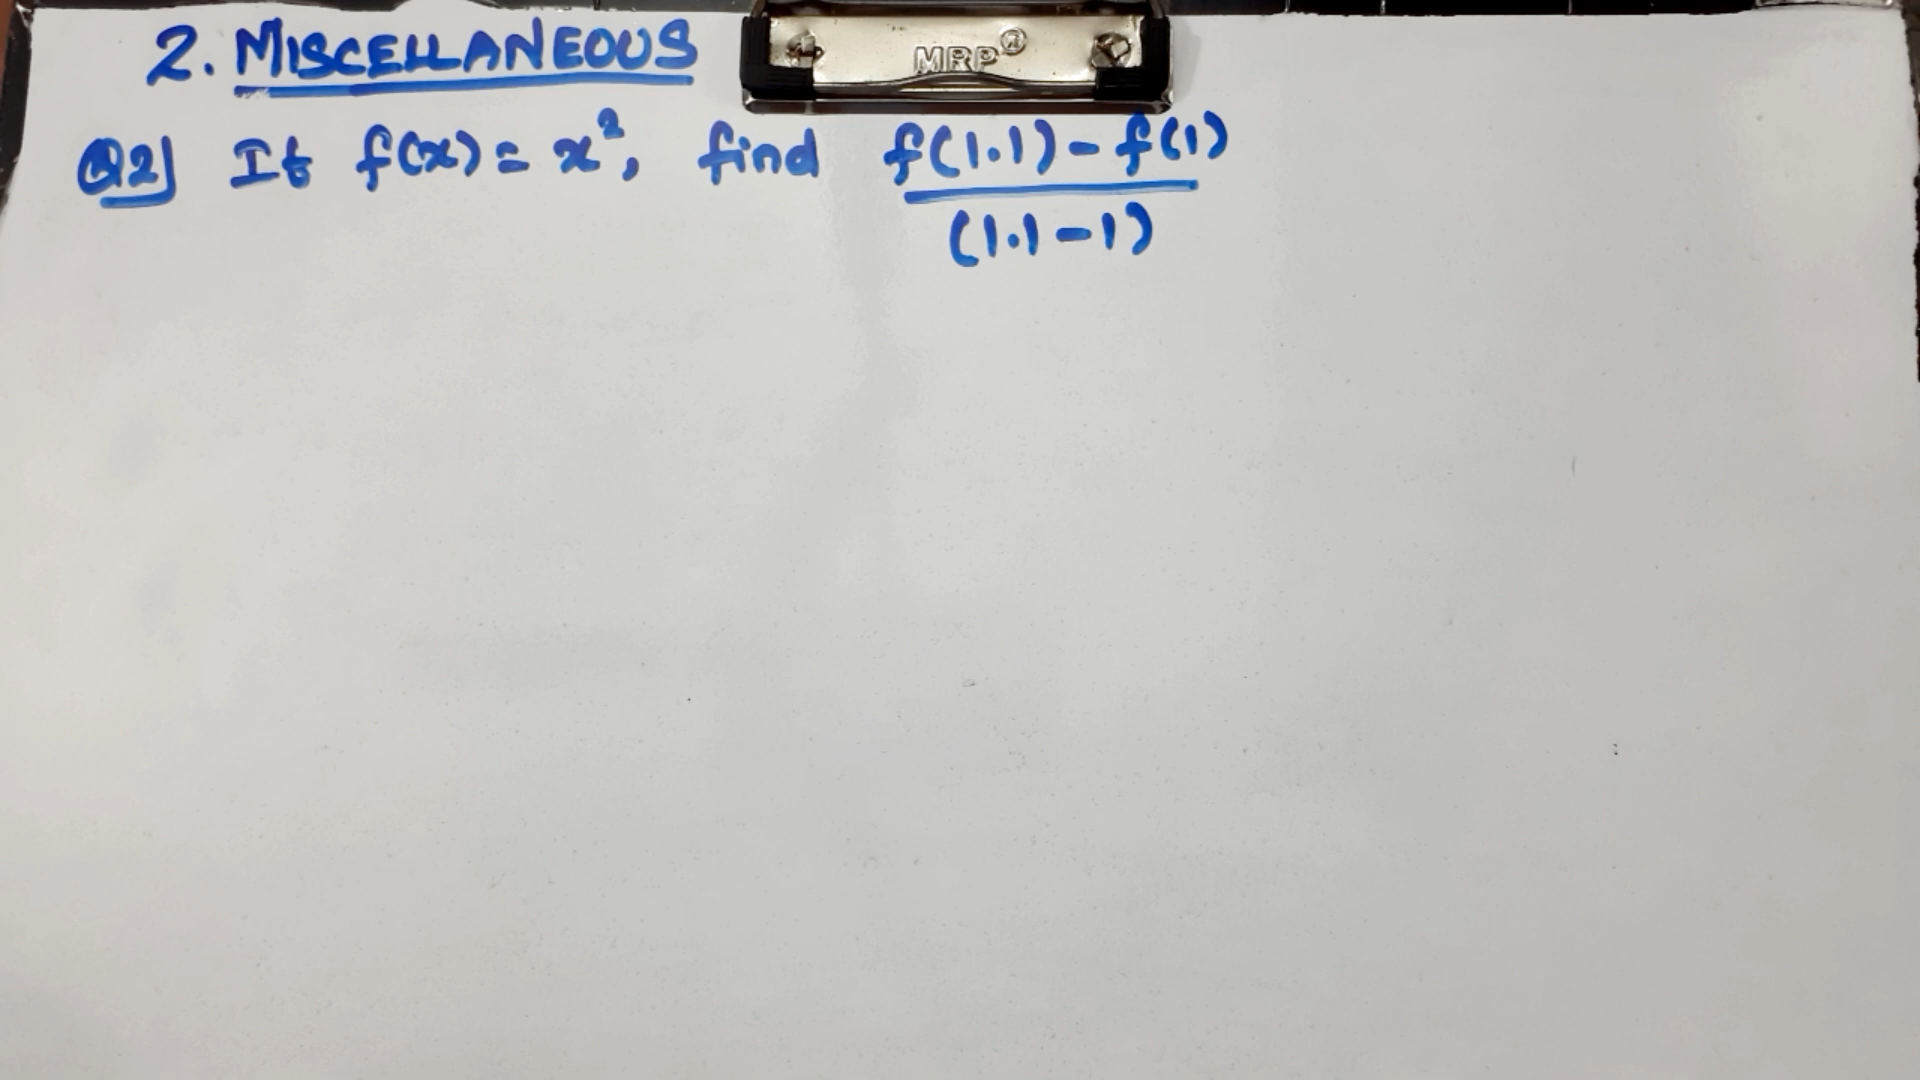 2. MISCELLANEOUS
MRP®
Q2] If f(x) = x², find f(1.1) - f(1)
(1.1 - 1)